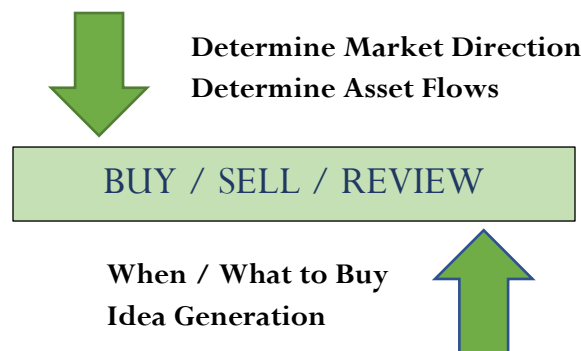 Determine Market Direction
Determine Asset Flows
BUY / SELL / REVIEW
When / What to Buy
Idea Generation